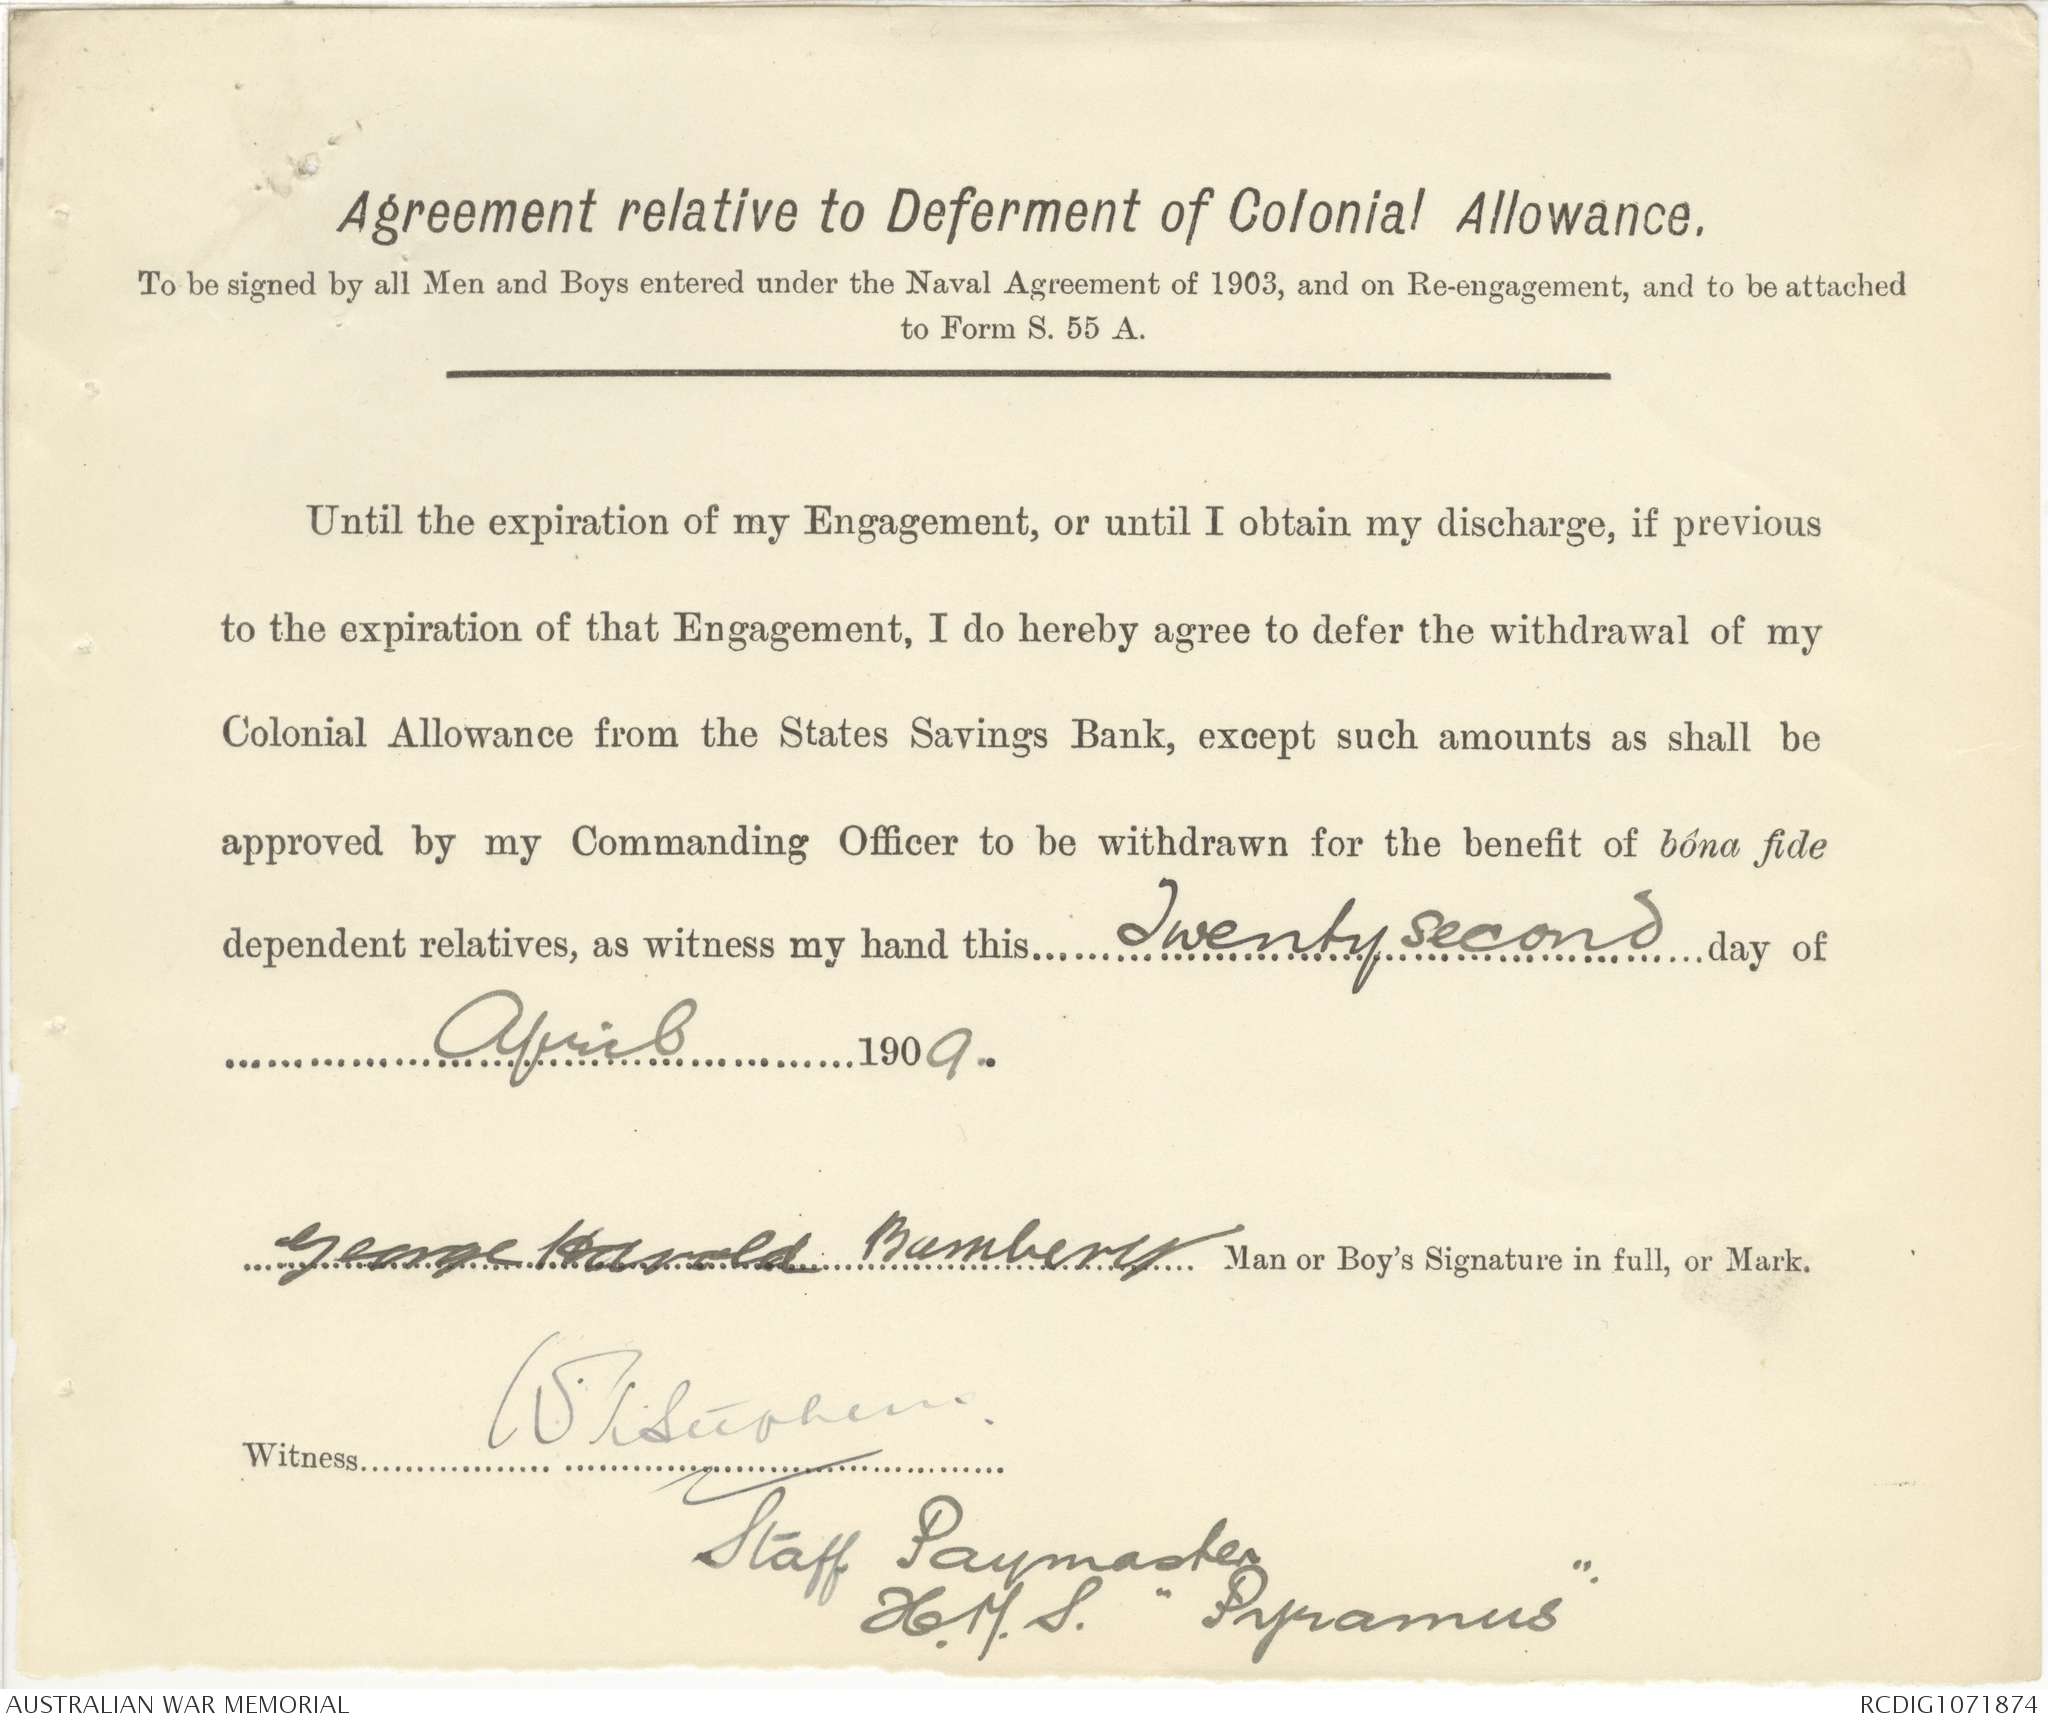 Agreement relative to Deferment of Colonial Allowance.
To be signed by all Men and Boys entered under the Naval Agreement of 1903, and on Re-engagement, and to be attached
to Form S. 55 A.
Until the expiration of my Engagement, or until I obtain my discharge, if previous
to the expiration of that Engagement, I do hereby agree to defer the withdrawal of my
Colonial Allowance from the States Savings Bank, except such amounts as shall be
approved by my Commanding Officer to be withdrawn for the benefit of bóna fide
dependent relatives, as witness my hand this......Twenty second......day of
......April......1909.
George Harold Bambery Man or Boy's Signature in full, or Mark.
Witness......Stephens.
Staff Paymaster
H.M.S. "Pyramus".
AUSTRALIAN WAR MEMORIAL
RCDIG1071874